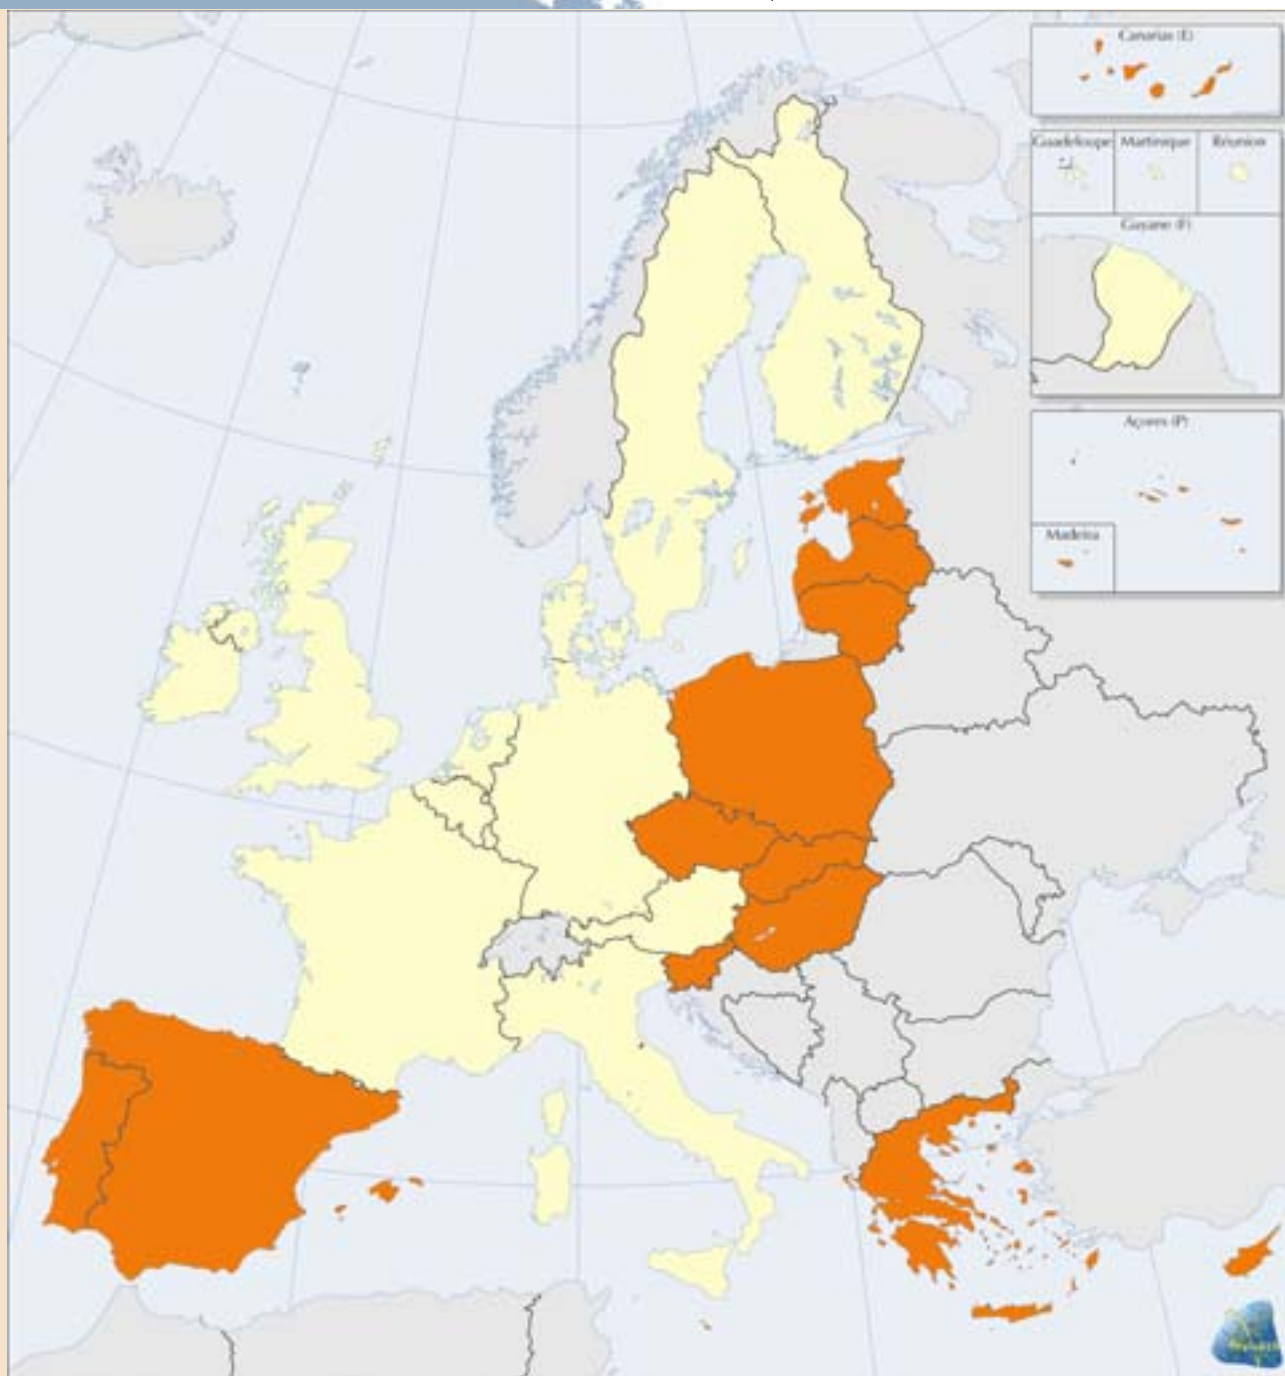 Canarias (E)
Guadeloupe
Martinique
Réunion
Guyane (F)
Açores (P)
Madeira